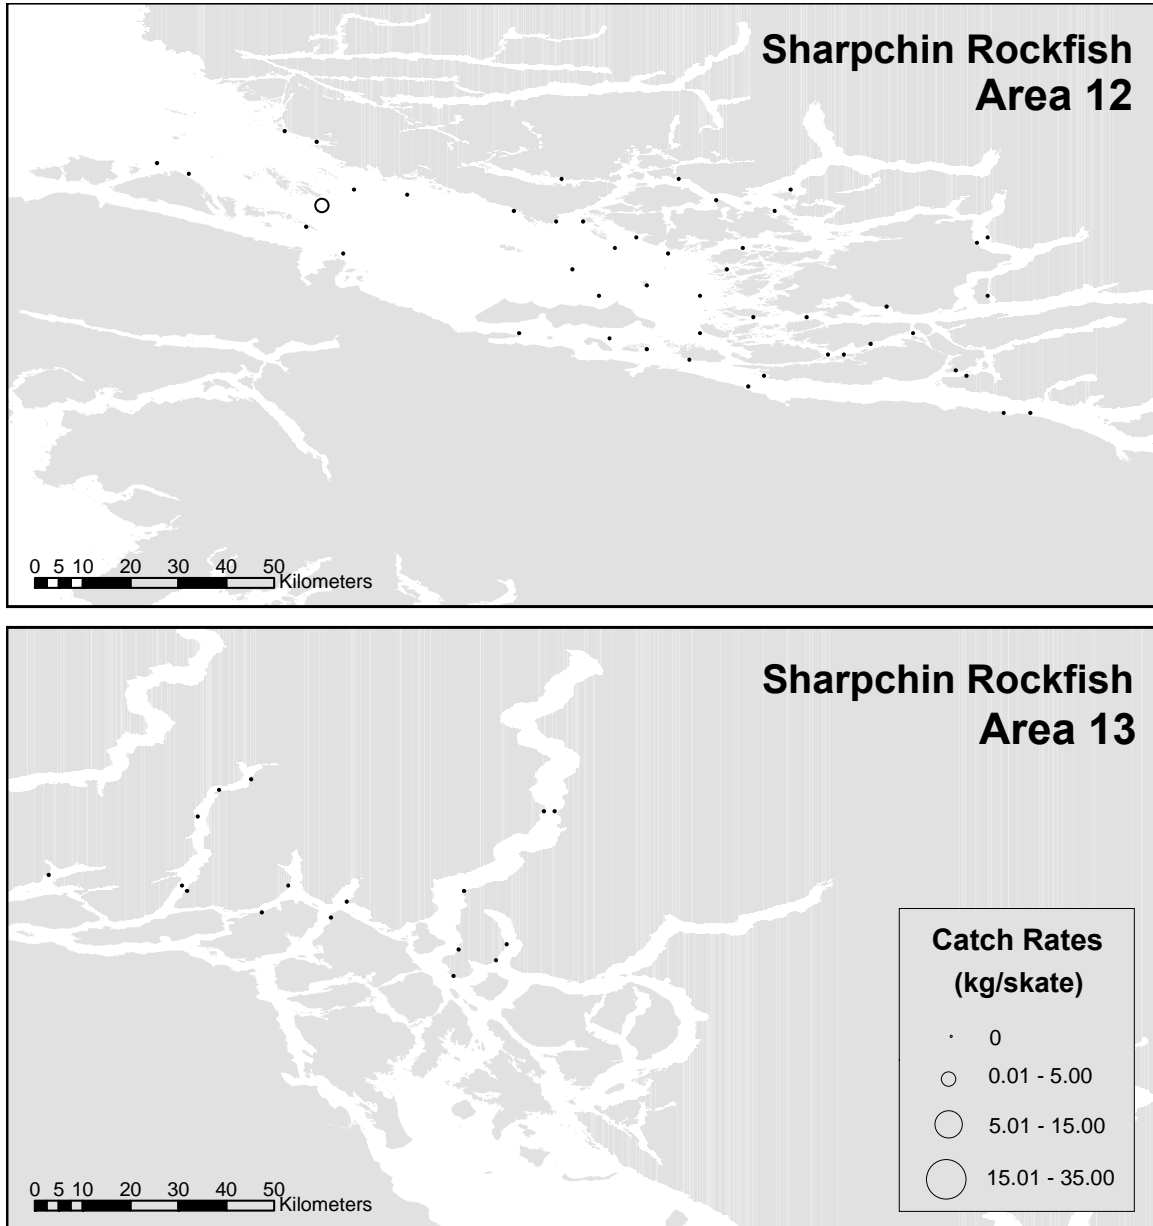 Sharpchin Rockfish
Area 12
0 5 10 20 30 40 50
Kilometers
Sharpchin Rockfish
Area 13
Catch Rates
(kg/skate)
0
0.01 - 5.00
5.01 - 15.00
15.01 - 35.00
0 5 10 20 30 40 50
Kilometers